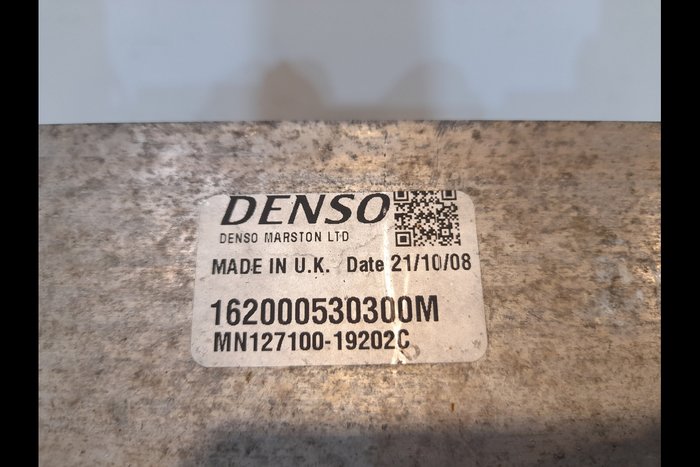 DENSO
DENSO MARSTON LTD
MADE IN U.K. Date 21/10/08
162000530300M
MN127100-19202C